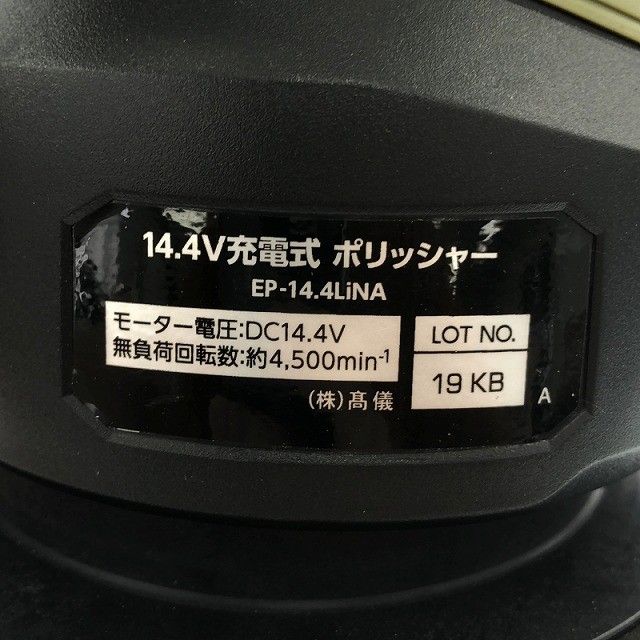 14.4V充電式 ポリッシャー
EP-14.4LiNA
モーター電圧:DC14.4V
無負荷回転数:約4,500min-1
(株)髙儀
LOT NO.
19 KB
A